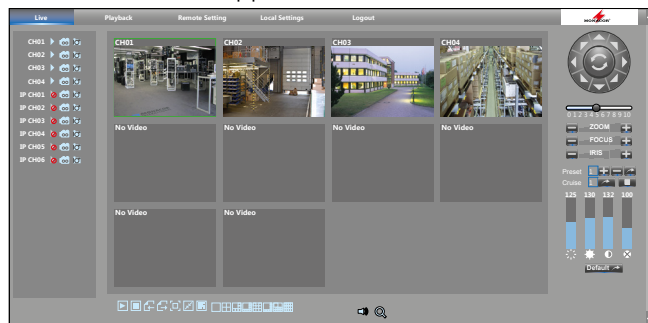 Live Playback Remote Setting Local Settings Logout
MONACOR
CH01
CH02
CH03
CH04
IP CH01
IP CH02
IP CH03
IP CH04
IP CH05
IP CH06
CH01 CH02 CH03 CH04
No Video No Video No Video No Video
No Video No Video
0 1 2 3 4 5 6 7 8 9 10
ZOOM
FOCUS
IRIS
Preset 1
Cruise 1
125 130 132 100
Default